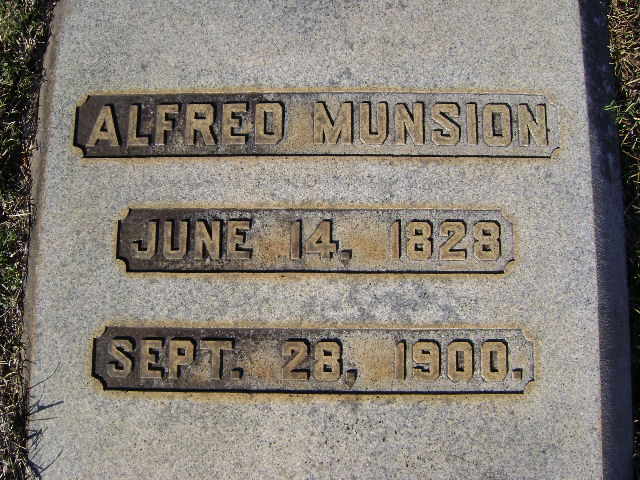 ALFRED MUNSION
JUNE 14, 1828
SEPT. 28, 1900.